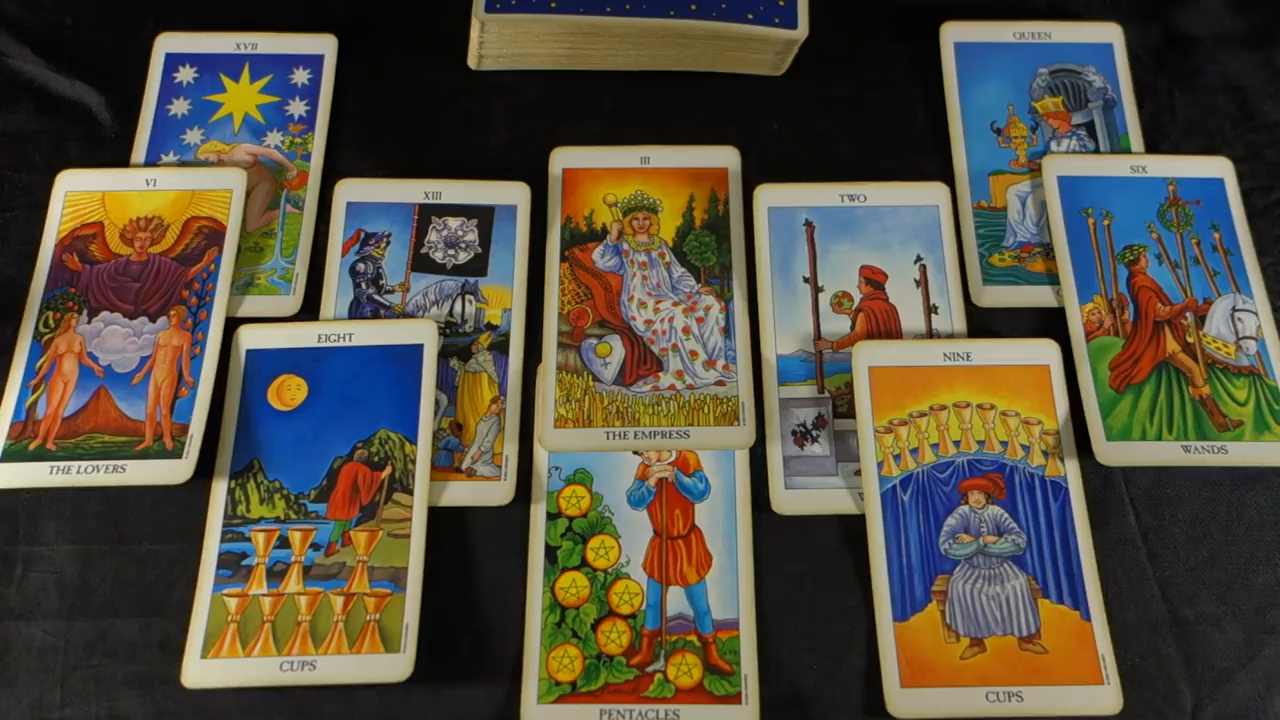 XVII
QUEEN
VI
THE LOVERS
XIII
III
THE EMPRESS
TWO
SIX
WANDS
EIGHT
CUPS
NINE
CUPS
PENTACLES